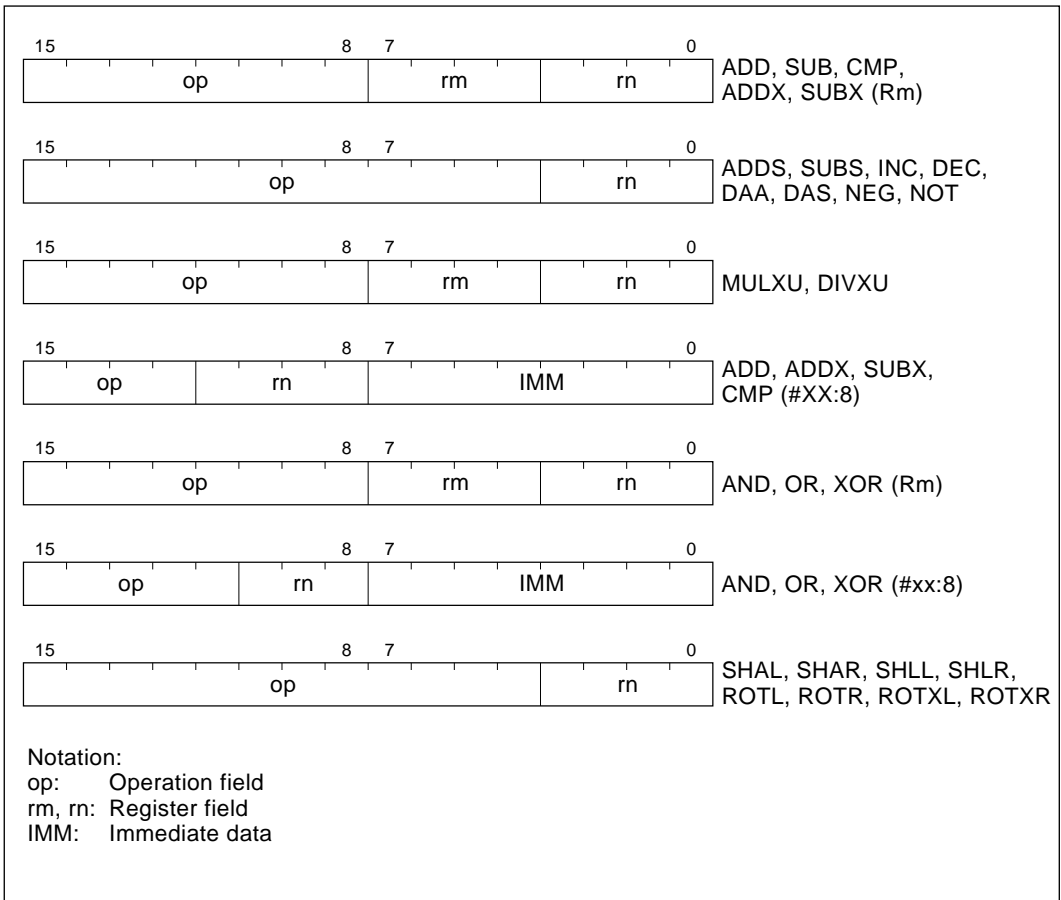 15 8 7 0
op rm rn
ADD, SUB, CMP,
ADDX, SUBX (Rm)
15 8 7 0
op rn
ADDS, SUBS, INC, DEC,
DAA, DAS, NEG, NOT
15 8 7 0
op rm rn
MULXU, DIVXU
15 8 7 0
op rn IMM
ADD, ADDX, SUBX,
CMP (#XX:8)
15 8 7 0
op rm rn
AND, OR, XOR (Rm)
15 8 7 0
op rn IMM
AND, OR, XOR (#xx:8)
15 8 7 0
op rn
SHAL, SHAR, SHLL, SHLR,
ROTL, ROTR, ROTXL, ROTXR
Notation:
op: Operation field
rm, rn: Register field
IMM: Immediate data